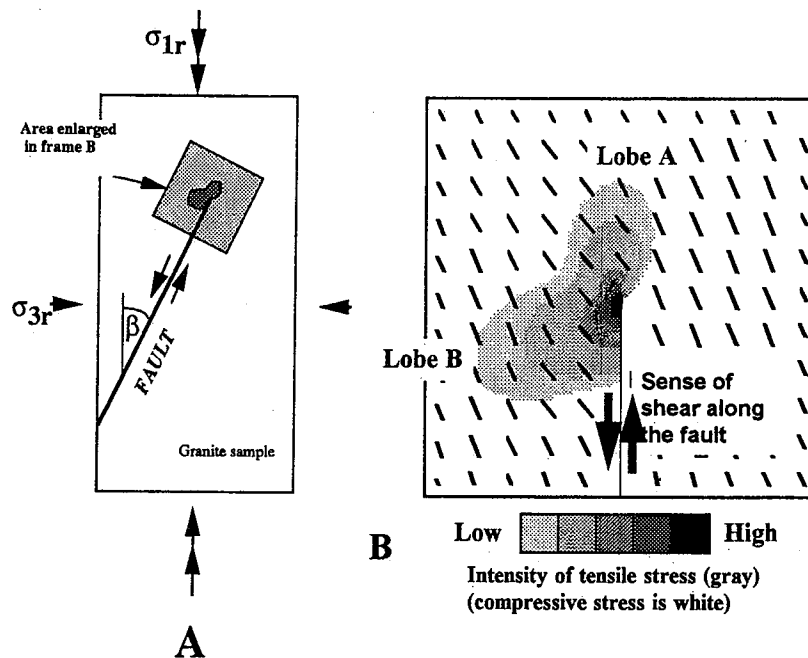 σ1r
Area enlarged
in frame B
σ3r
β
FAULT
Granite sample
A
Lobe A
Lobe B
Sense of
shear along
the fault
B
Low
High
Intensity of tensile stress (gray)
(compressive stress is white)